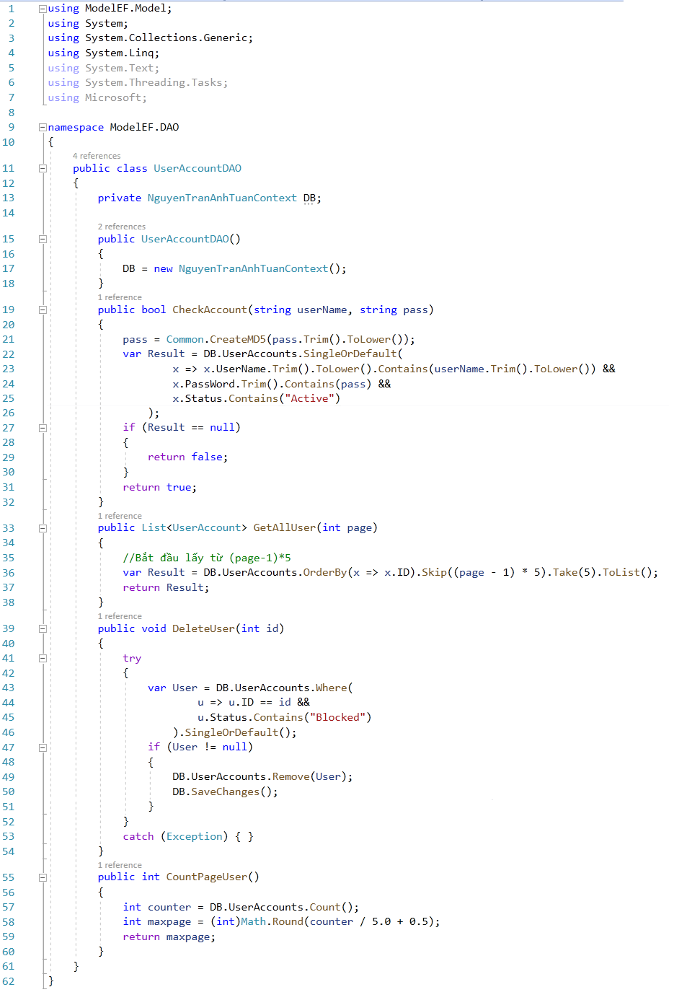 1 using ModelEF.Model;
2 using System;
3 using System.Collections.Generic;
4 using System.Linq;
5 using System.Text;
6 using System.Threading.Tasks;
7 using Microsoft;
8
9 namespace ModelEF.DAO
10 {
4 references
11 public class UserAccountDAO
12 {
13 private NguyenTranAnhTuanContext DB;
14
2 references
15 public UserAccountDAO()
16 {
17 DB = new NguyenTranAnhTuanContext();
18 }
1 reference
19 public bool CheckAccount(string userName, string pass)
20 {
21 pass = Common.CreateMD5(pass.Trim().ToLower());
22 var Result = DB.UserAccounts.SingleOrDefault(
23 x => x.UserName.Trim().ToLower().Contains(userName.Trim().ToLower()) &&
24 x.PassWord.Trim().Contains(pass) &&
25 x.Status.Contains("Active")
26 );
27 if (Result == null)
28 {
29 return false;
30 }
31 return true;
32 }
1 reference
33 public List<UserAccount> GetAllUser(int page)
34 {
35 //Bắt đầu lấy từ (page-1)*5
36 var Result = DB.UserAccounts.OrderBy(x => x.ID).Skip((page - 1) * 5).Take(5).ToList();
37 return Result;
38 }
1 reference
39 public void DeleteUser(int id)
40 {
41 try
42 {
43 var User = DB.UserAccounts.Where(
44 u => u.ID == id &&
45 u.Status.Contains("Blocked")
46 ).SingleOrDefault();
47 if (User != null)
48 {
49 DB.UserAccounts.Remove(User);
50 DB.SaveChanges();
51 }
52 }
53 catch (Exception) { }
54 }
1 reference
55 public int CountPageUser()
56 {
57 int counter = DB.UserAccounts.Count();
58 int maxpage = (int)Math.Round(counter / 5.0 + 0.5);
59 return maxpage;
60 }
61 }
62 }